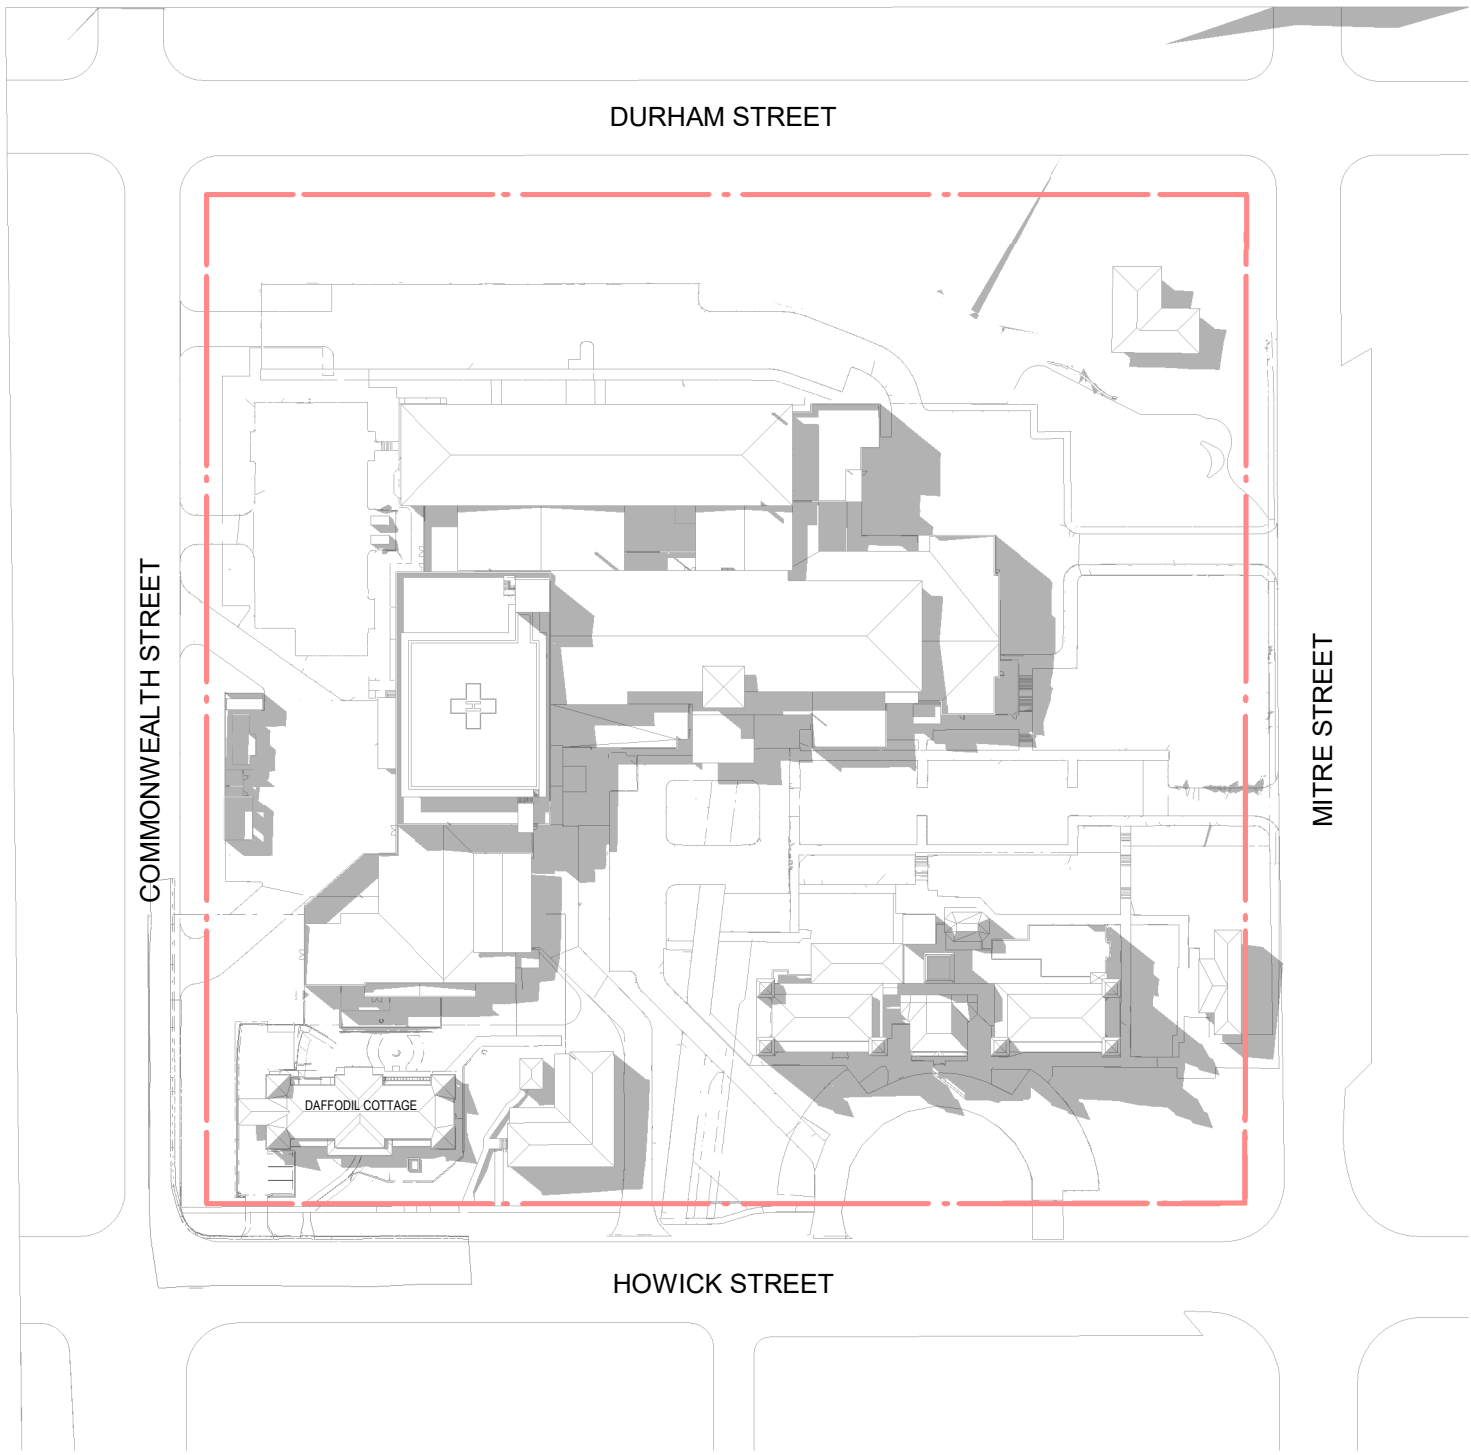 DURHAM STREET
COMMONWEALTH STREET
MITRE STREET
H
DAFFODIL COTTAGE
HOWICK STREET